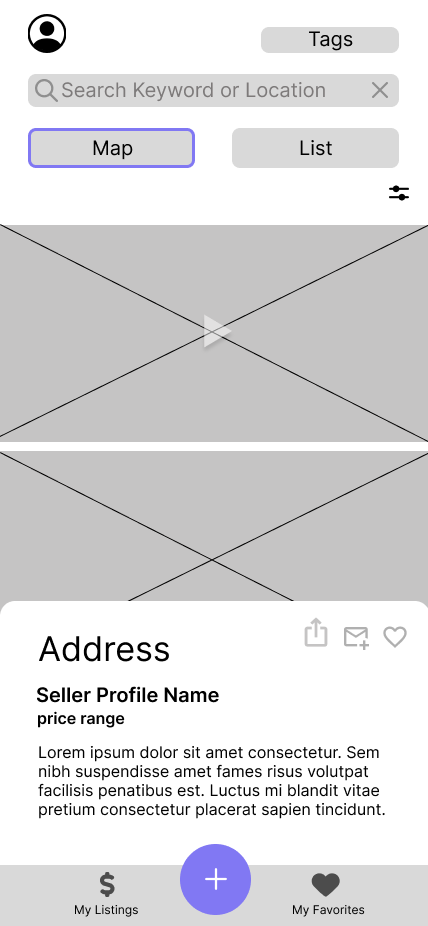 Tags
Search Keyword or Location
Map
List
Address
Seller Profile Name
price range
Lorem ipsum dolor sit amet consectetur. Sem
nibh suspendisse amet fames risus volutpat
facilisis penatibus est. Luctus mi blandit vitae
pretium consectetur placerat sapien tincidunt.
My Listings
My Favorites